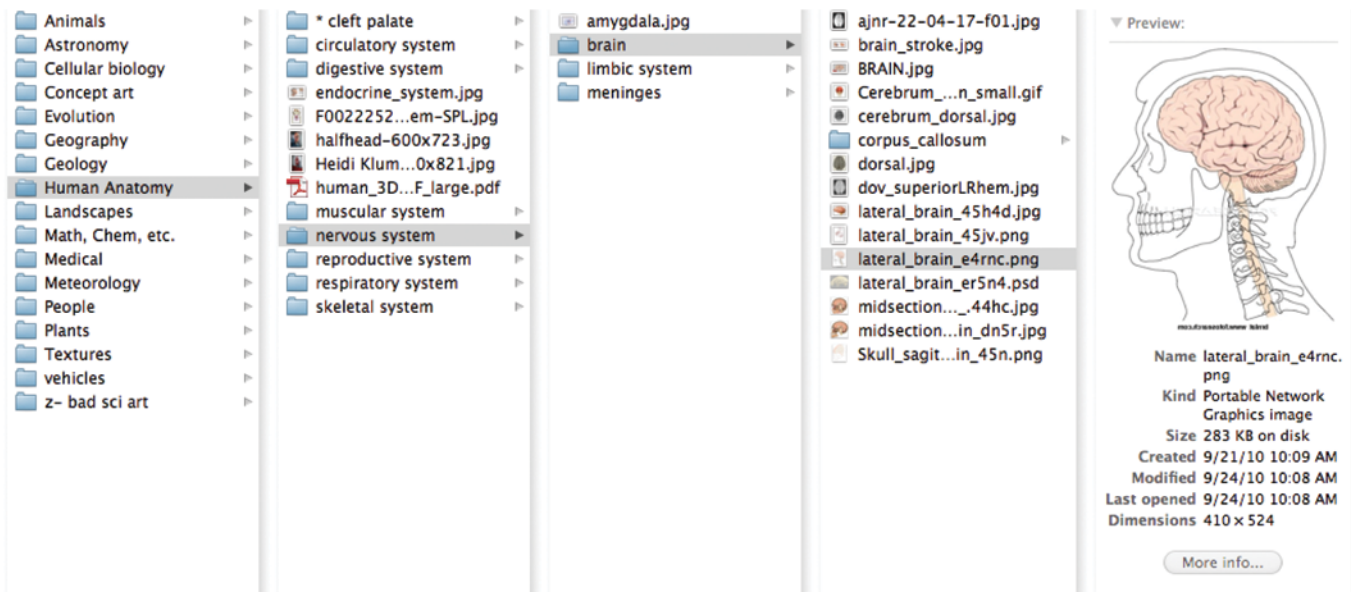 Animals
Astronomy
Cellular biology
Concept art
Evolution
Geography
Geology
Human Anatomy
Landscapes
Math, Chem, etc.
Medical
Meteorology
People
Plants
Textures
vehicles
z- bad sci art
* cleft palate
circulatory system
digestive system
endocrine_system.jpg
F0022252...em-SPL.jpg
halfhead-600x723.jpg
Heidi Klum...0x821.jpg
human_3D...F_large.pdf
muscular system
nervous system
reproductive system
respiratory system
skeletal system
amygdala.jpg
brain
limbic system
meninges
ajnr-22-04-17-f01.jpg
brain_stroke.jpg
BRAIN.jpg
Cerebrum_...n_small.gif
cerebrum_dorsal.jpg
corpus_callosum
dorsal.jpg
dov_superiorLRhem.jpg
lateral_brain_45h4d.jpg
lateral_brain_45jv.png
lateral_brain_e4rnc.png
lateral_brain_er5n4.psd
midsection..._.44hc.jpg
midsection...in_dn5r.jpg
Skull_sagit...in_45n.png
Preview:
Name lateral_brain_e4rnc.
png
Kind Portable Network
Graphics image
Size 283 KB on disk
Created 9/21/10 10:09 AM
Modified 9/24/10 10:08 AM
Last opened 9/24/10 10:08 AM
Dimensions 410 × 524
More info...